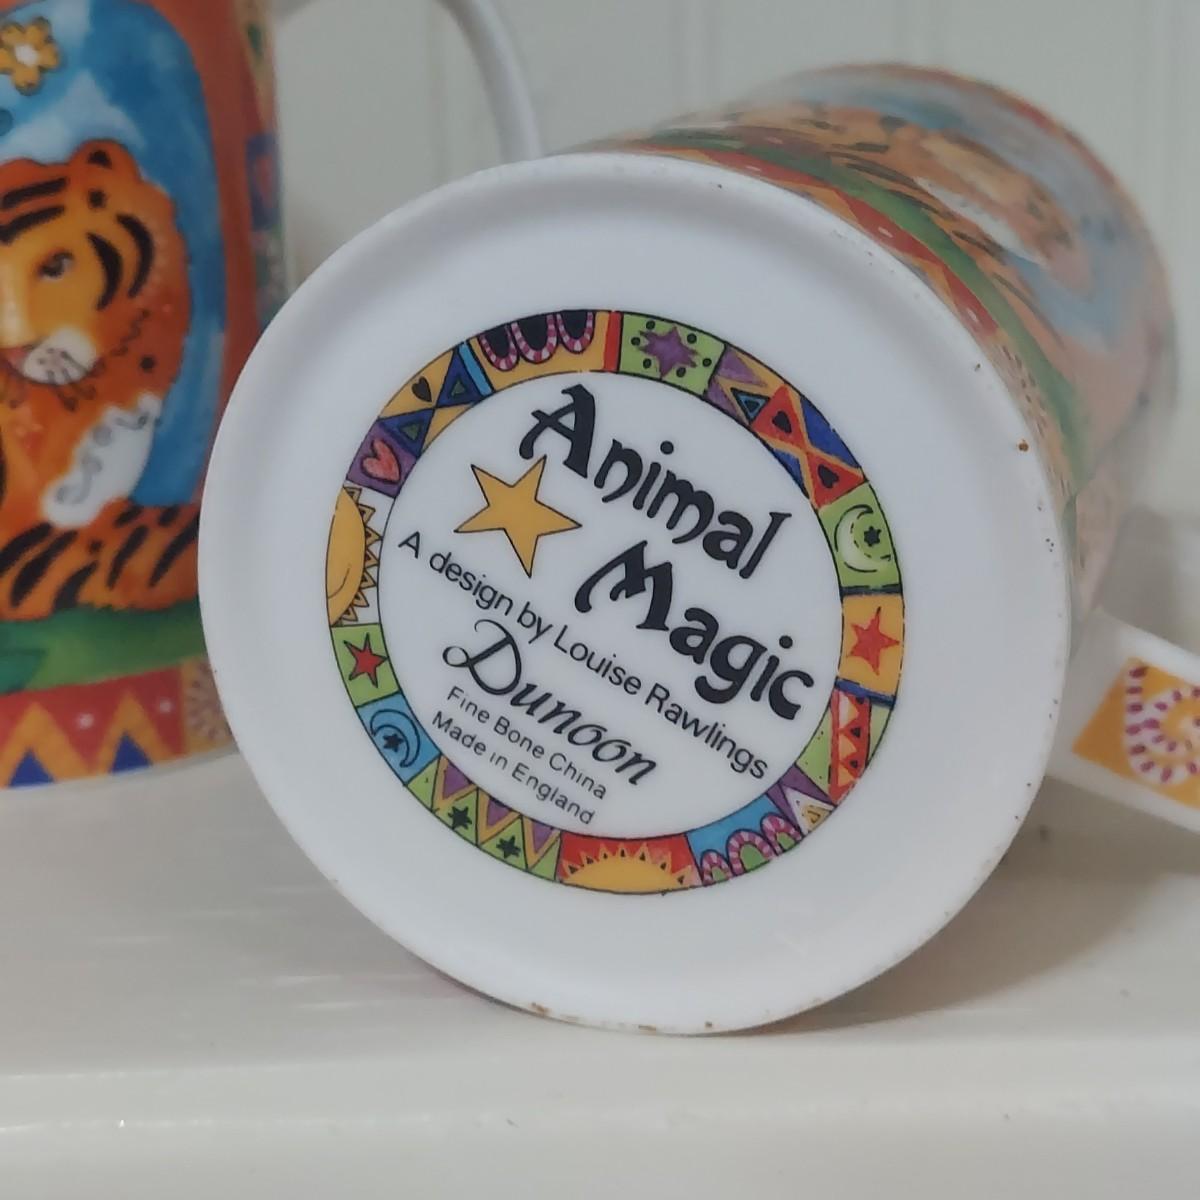 Animal
Magic
A design by Louise Rawlings
Dunoon
Fine Bone China
Made in England